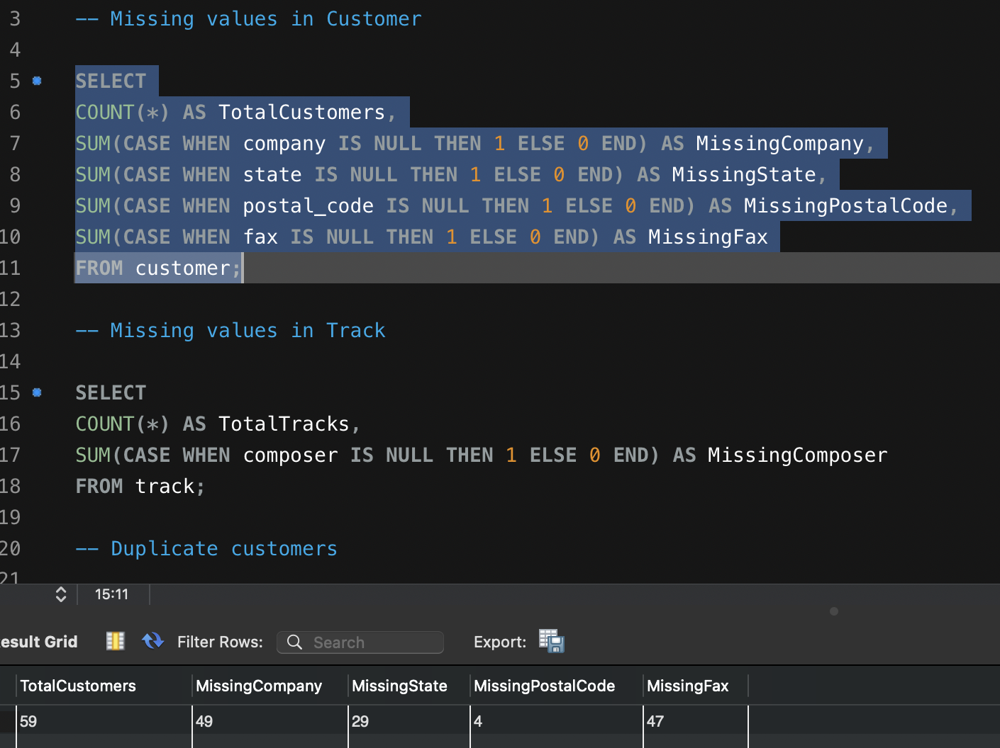 3 -- Missing values in Customer
4
5 SELECT
6 COUNT(*) AS TotalCustomers,
7 SUM(CASE WHEN company IS NULL THEN 1 ELSE 0 END) AS MissingCompany,
8 SUM(CASE WHEN state IS NULL THEN 1 ELSE 0 END) AS MissingState,
9 SUM(CASE WHEN postal_code IS NULL THEN 1 ELSE 0 END) AS MissingPostalCode,
10 SUM(CASE WHEN fax IS NULL THEN 1 ELSE 0 END) AS MissingFax
11 FROM customer;
12
13 -- Missing values in Track
14
15 SELECT
16 COUNT(*) AS TotalTracks,
17 SUM(CASE WHEN composer IS NULL THEN 1 ELSE 0 END) AS MissingComposer
18 FROM track;
19
20 -- Duplicate customers
21
15:11
esult Grid Filter Rows: Search Export:
TotalCustomers MissingCompany MissingState MissingPostalCode MissingFax
59 49 29 4 47